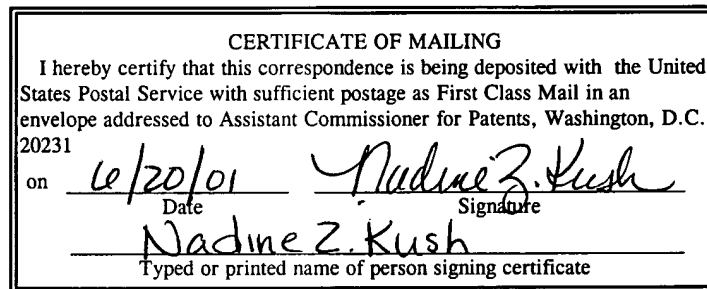 CERTIFICATE OF MAILING
I hereby certify that this correspondence is being deposited with the United
States Postal Service with sufficient postage as First Class Mail in an
envelope addressed to Assistant Commissioner for Patents, Washington, D.C.
20231
on 6/20/01 Nadine Z. Kush
Date Signature
Nadine Z. Kush
Typed or printed name of person signing certificate